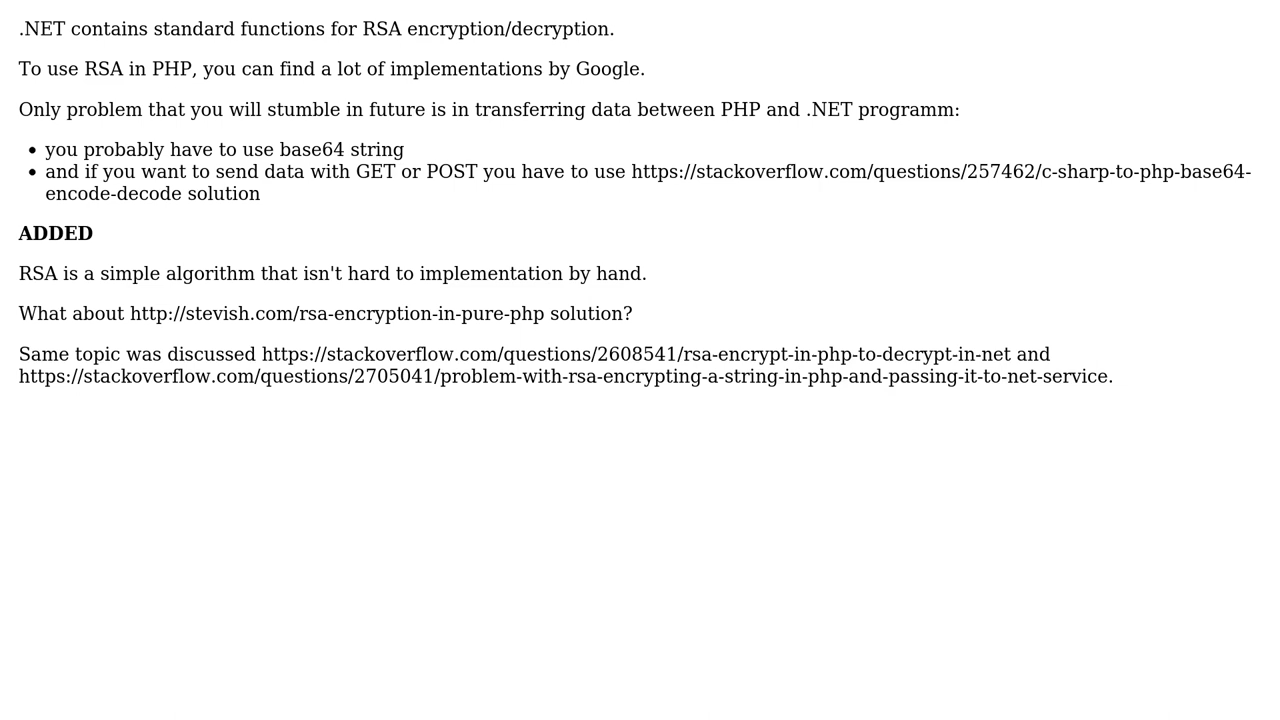 .NET contains standard functions for RSA encryption/decryption.
To use RSA in PHP, you can find a lot of implementations by Google.
Only problem that you will stumble in future is in transferring data between PHP and .NET programm:
• you probably have to use base64 string
• and if you want to send data with GET or POST you have to use https://stackoverflow.com/questions/257462/c-sharp-to-php-base64-
encode-decode solution
ADDED
RSA is a simple algorithm that isn't hard to implementation by hand.
What about http://stevish.com/rsa-encryption-in-pure-php solution?
Same topic was discussed https://stackoverflow.com/questions/2608541/rsa-encrypt-in-php-to-decrypt-in-net and
https://stackoverflow.com/questions/2705041/problem-with-rsa-encrypting-a-string-in-php-and-passing-it-to-net-service.